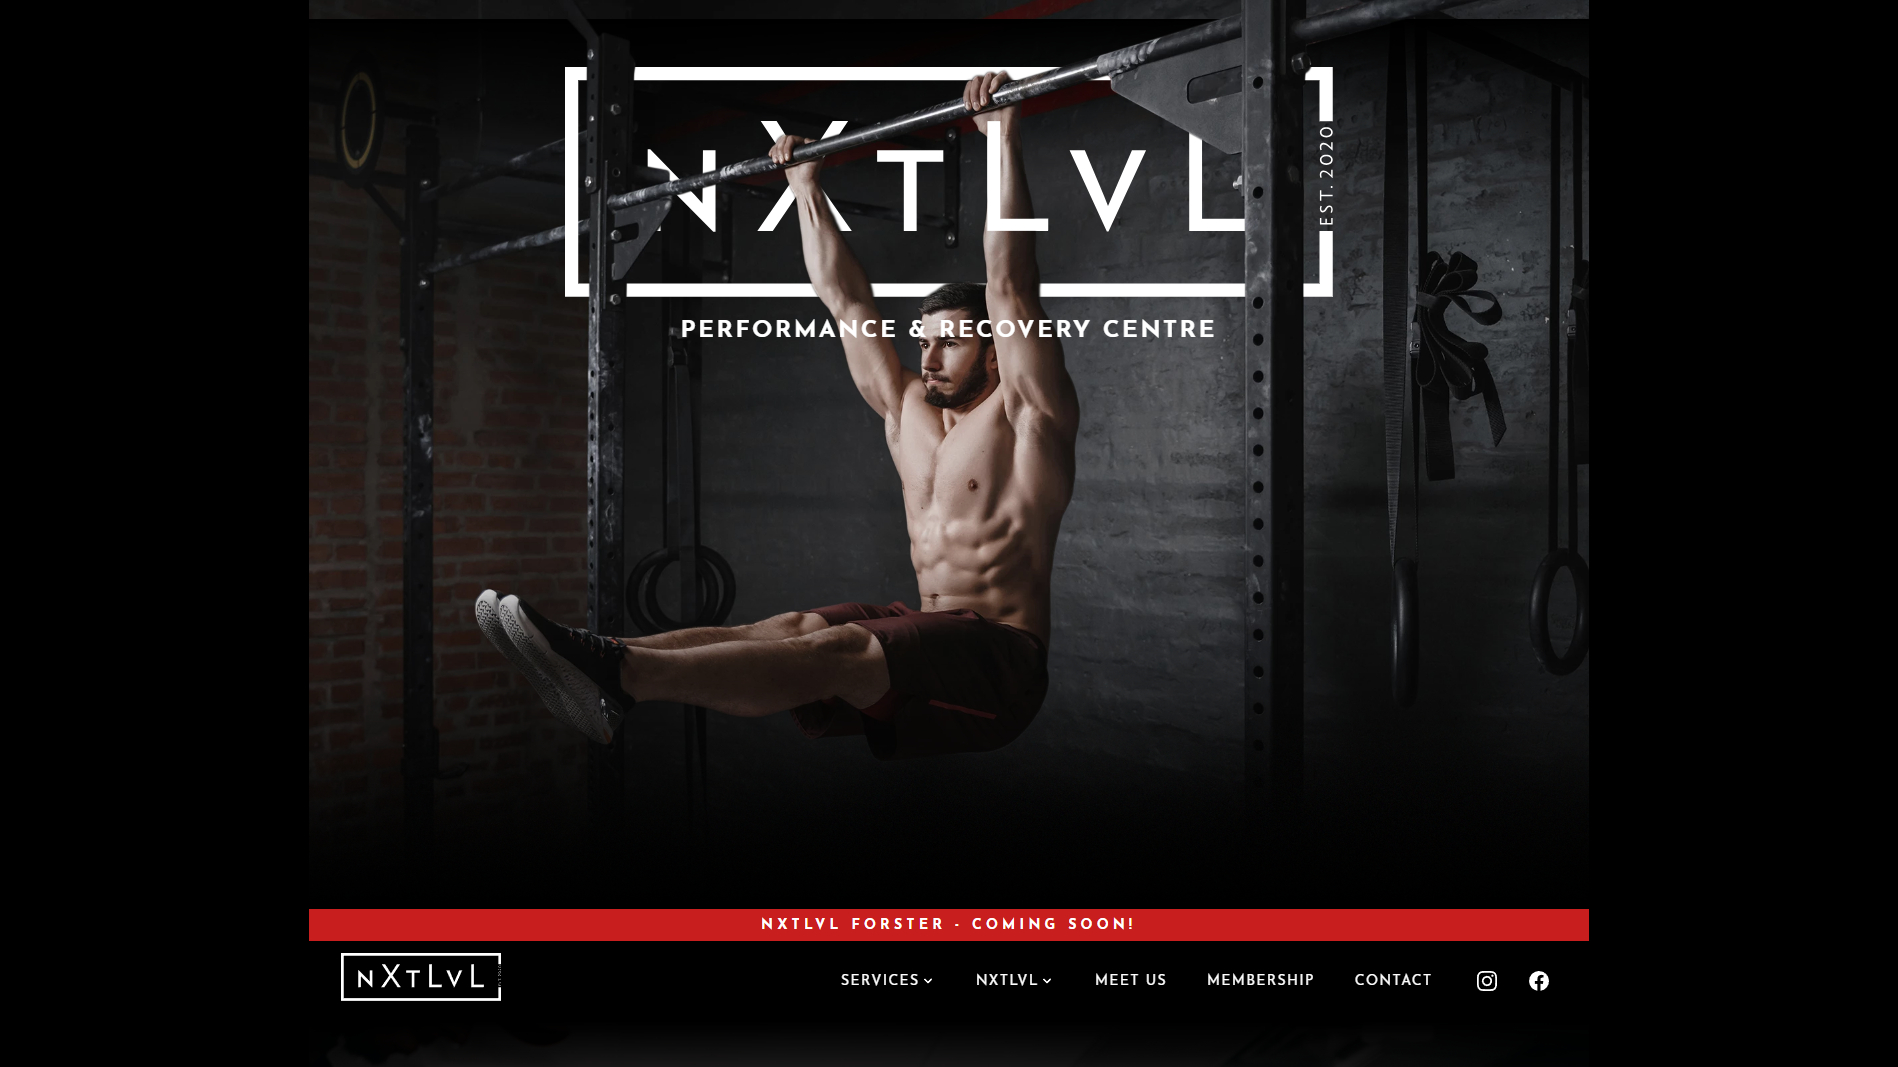 NXTLVL
EST. 2020
PERFORMANCE & RECOVERY CENTRE
NXTLVL FORSTER - COMING SOON!
NXTLVL
SERVICES
NXTLVL
MEET US
MEMBERSHIP
CONTACT